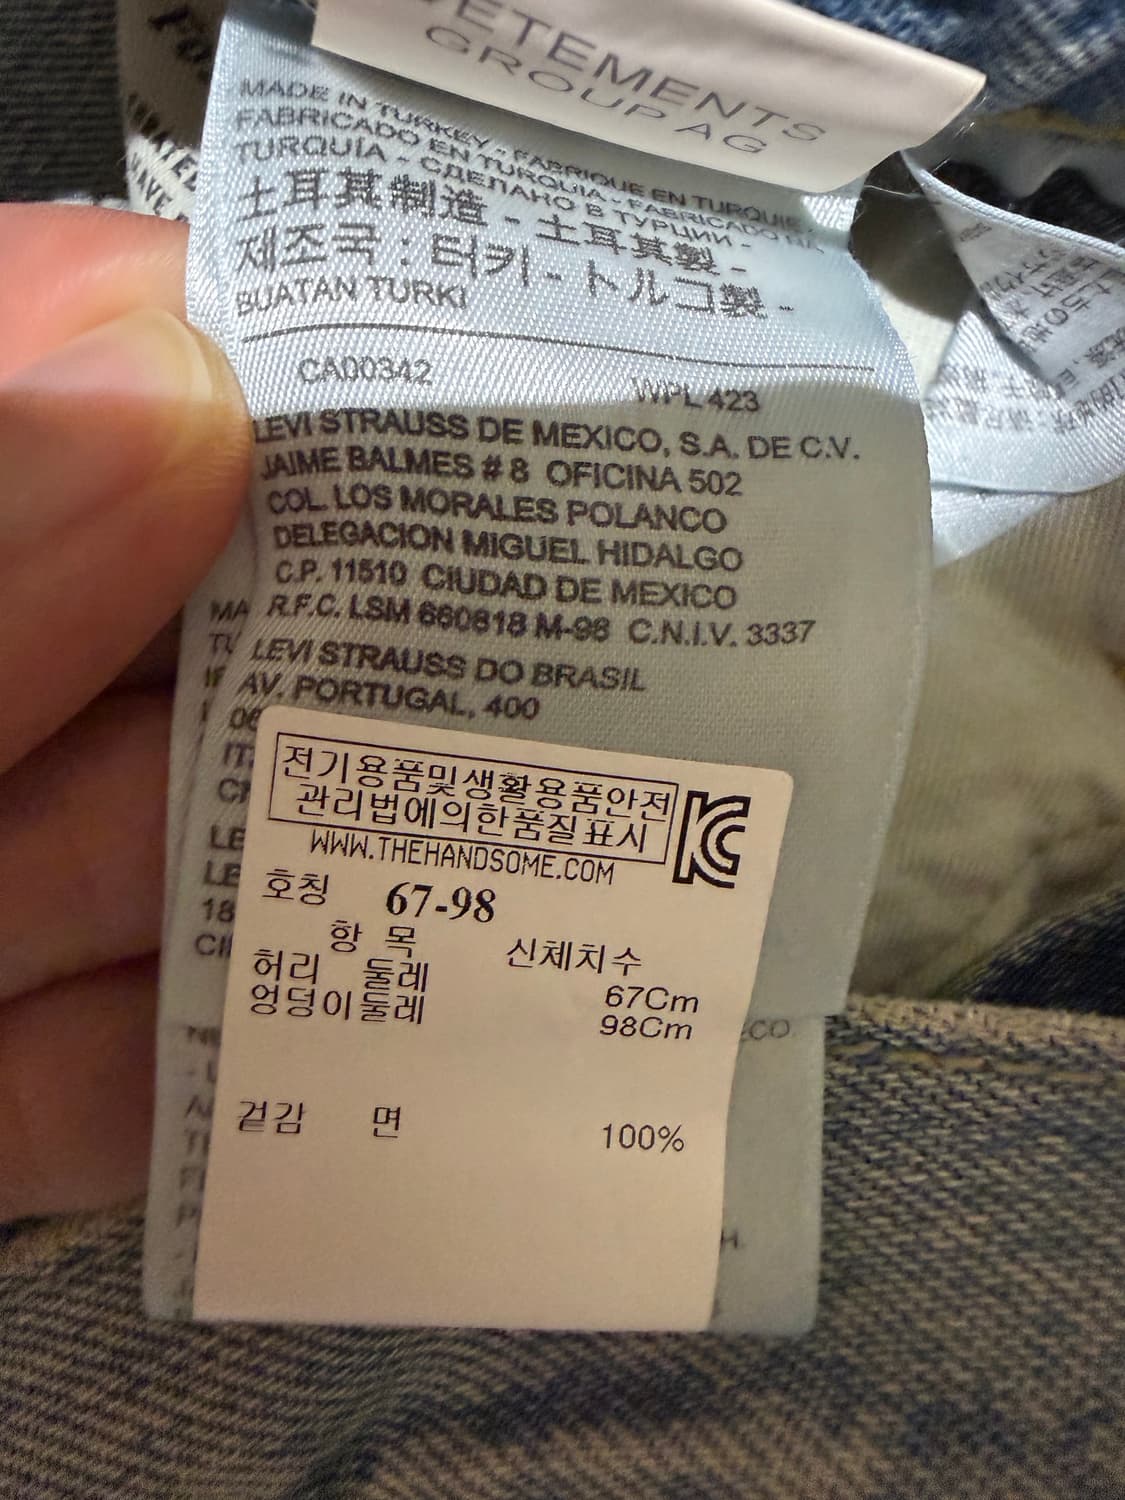 VETEMENTS
GROUP AG
MADE IN TURKEY - FABRIQUE EN TURQUIE -
FABRICADO EN TURQUIA - FABRICADO NA
TURQUÍA - СДЕЛАНО В ТУРЦИИ -
土耳其制造 - 土耳其製 -
제조국 : 터키 - トルコ製 -
BUATAN TURKI
CA00342 WPL 423
LEVI STRAUSS DE MEXICO, S.A. DE C.V.
JAIME BALMES # 8 OFICINA 502
COL. LOS MORALES POLANCO
DELEGACION MIGUEL HIDALGO
C.P. 11510 CIUDAD DE MEXICO
R.F.C. LSM 660818 M-98 C.N.I.V. 3337
LEVI STRAUSS DO BRASIL
AV. PORTUGAL, 400
전기용품및생활용품안전
관리법에의한품질표시
WWW.THEHANDSOME.COM
호칭 67-98
항 목 신체치수
허리 둘레 67Cm
엉덩이둘레 98Cm
겉감 면 100%